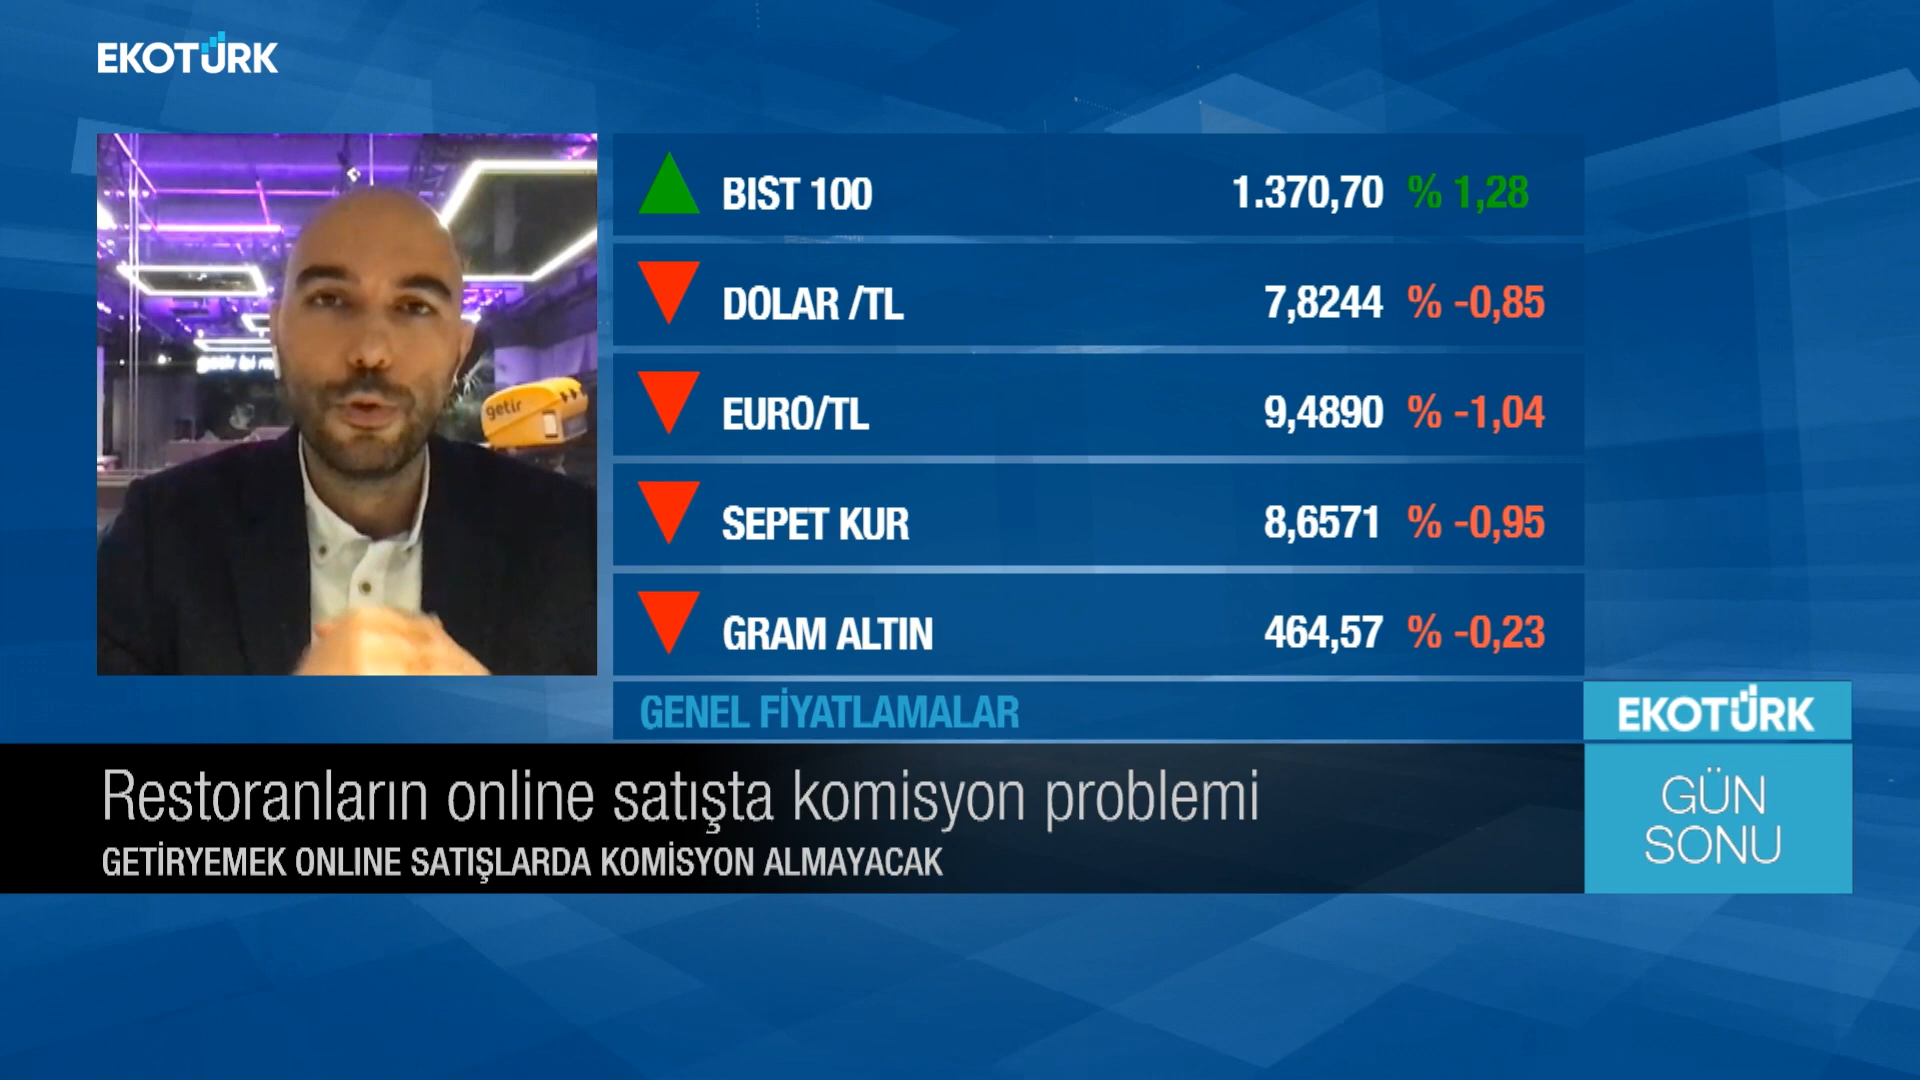 EKOTÜRK
getir
BIST 100 1.370,70 % 1,28
DOLAR /TL 7,8244 % -0,85
EURO/TL 9,4890 % -1,04
SEPET KUR 8,6571 % -0,95
GRAM ALTIN 464,57 % -0,23
GENEL FİYATLAMALAR
EKOTÜRK
Restoranların online satışta komisyon problemi
GETİRYEMEK ONLINE SATIŞLARDA KOMİSYON ALMAYACAK
GÜN
SONU